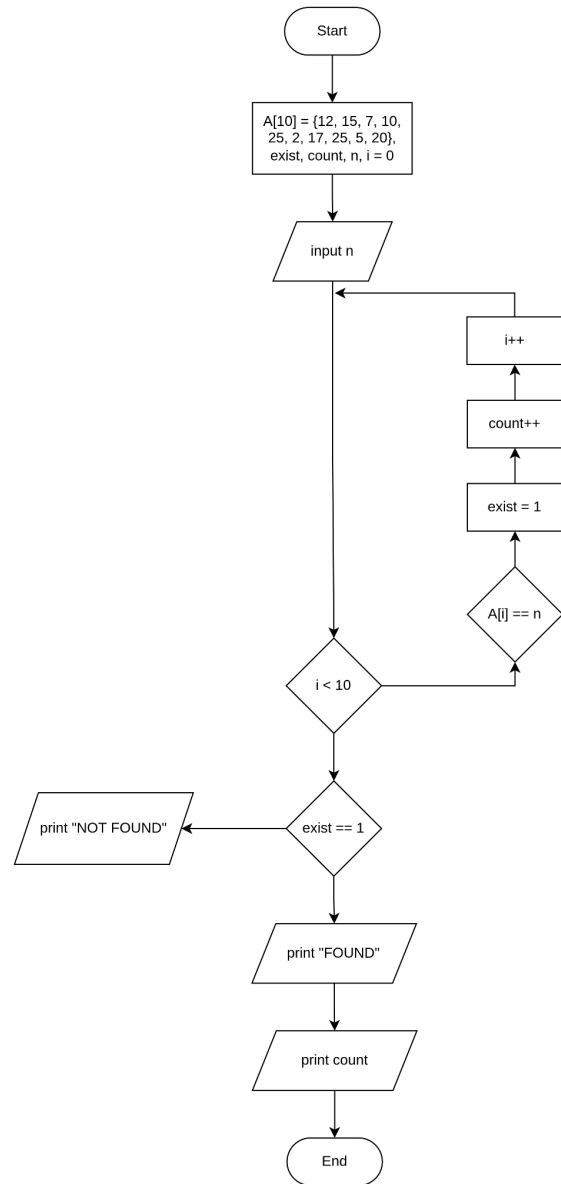 Start
A[10] = {12, 15, 7, 10,
25, 2, 17, 25, 5, 20},
exist, count, n, i = 0
input n
i++
count++
exist = 1
A[i] == n
i < 10
exist == 1
print "NOT FOUND"
print "FOUND"
print count
End